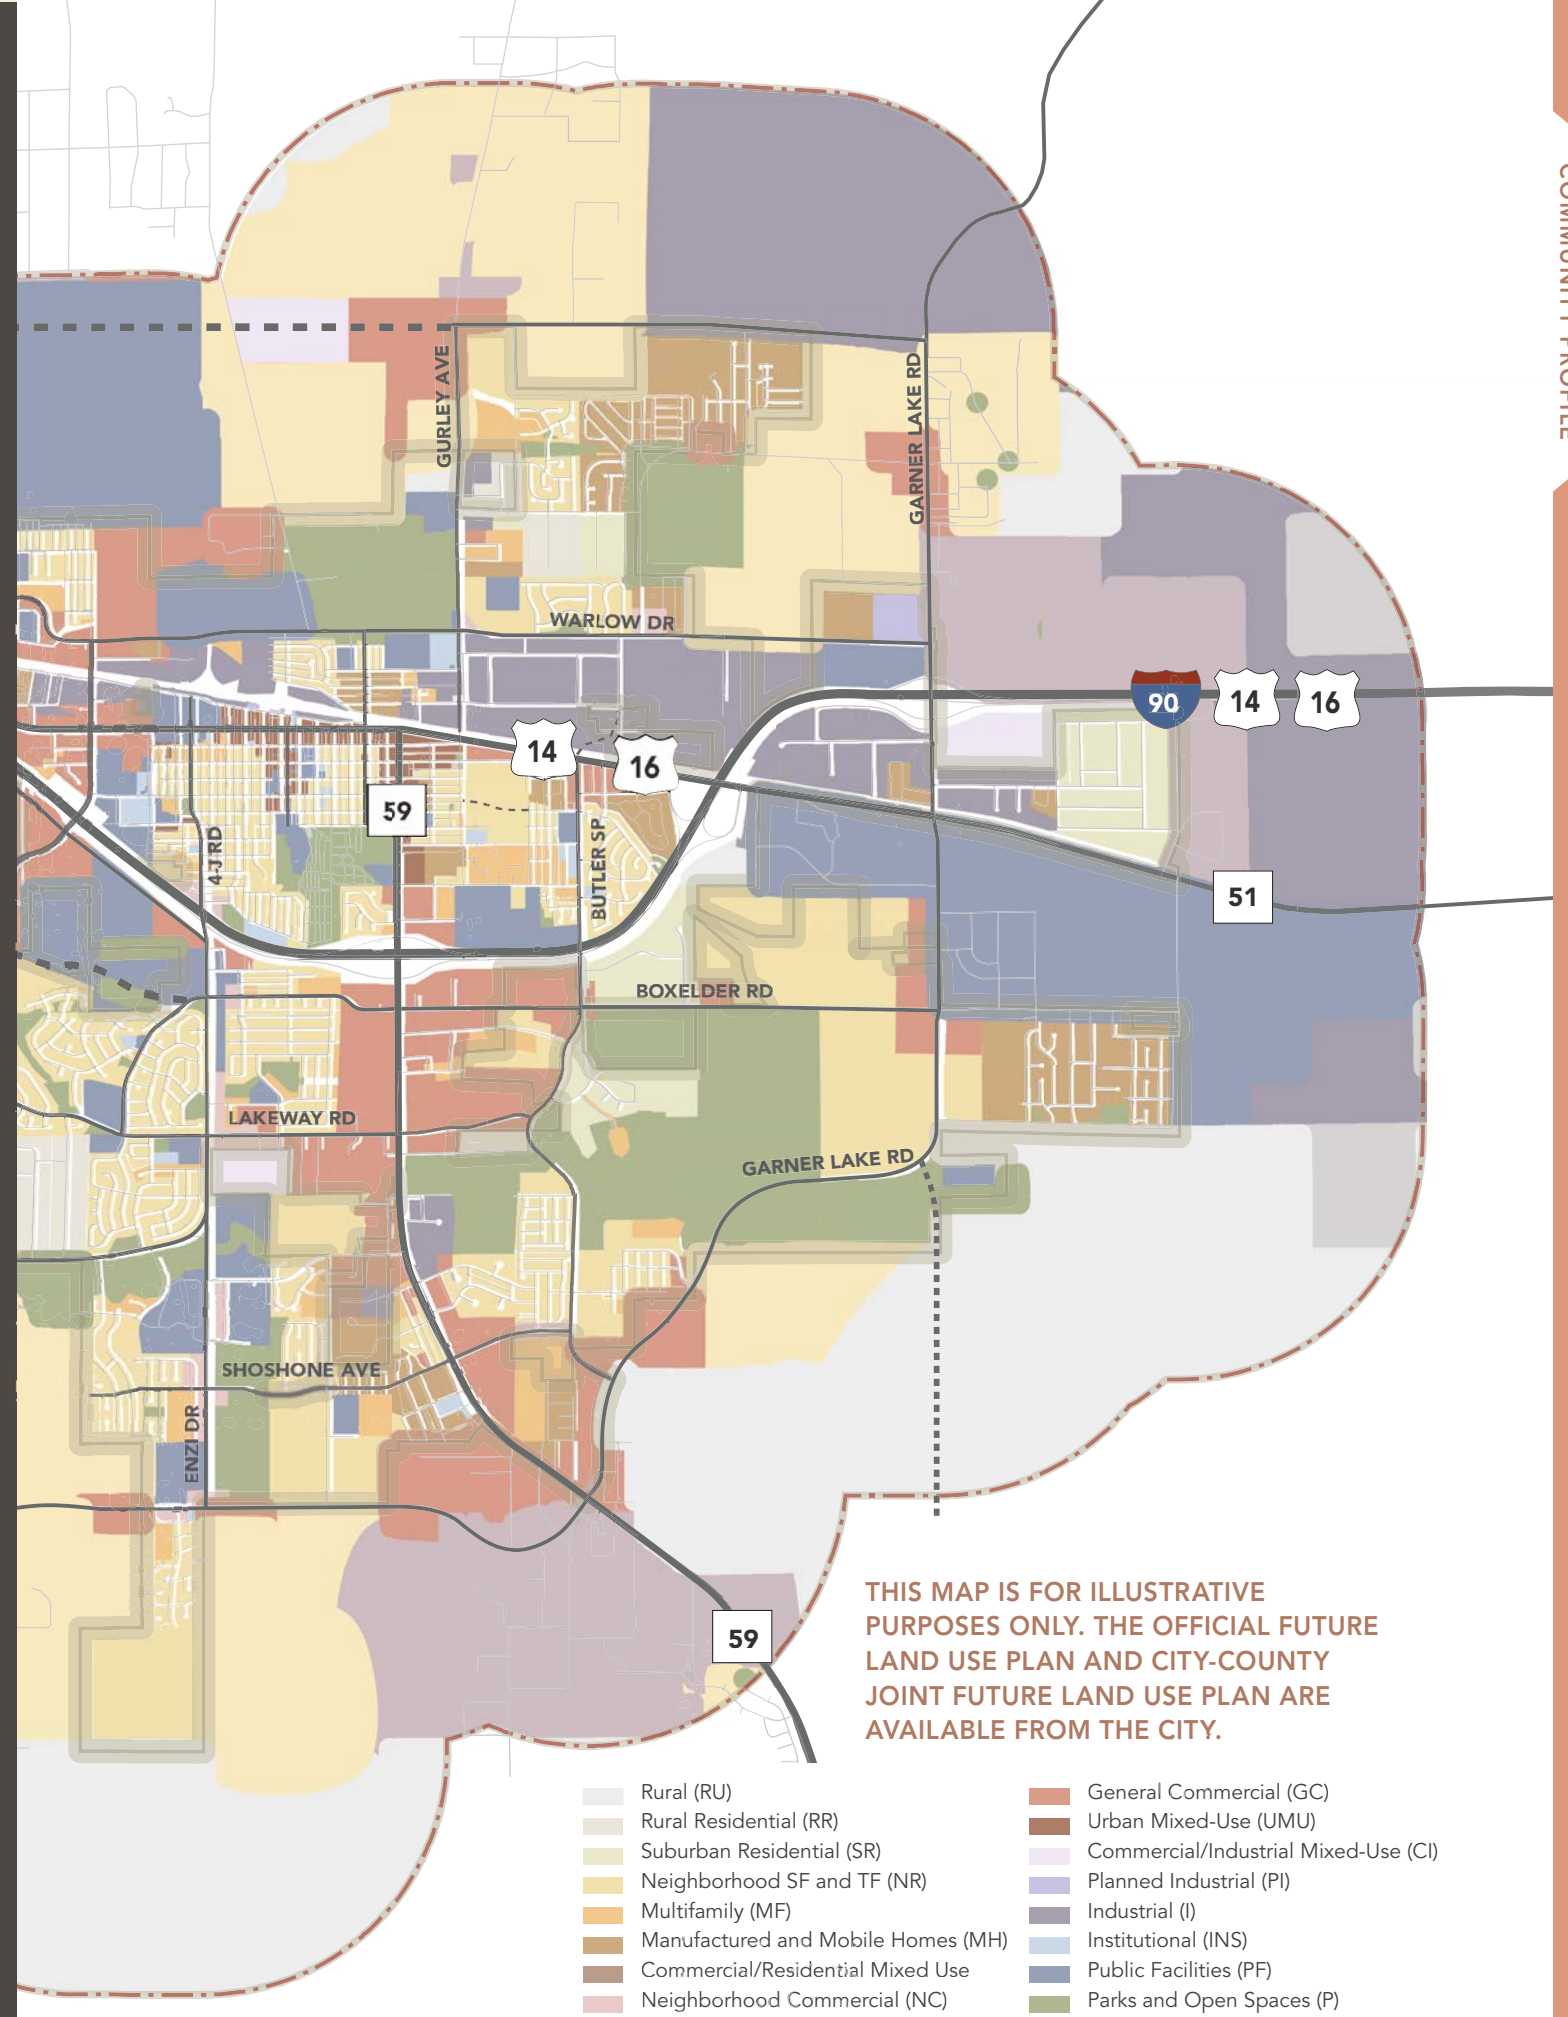 COMMUNITY PROFILE
GURLEY AVE
GARNER LAKE RD
WARLOW DR
90
14
16
14
16
59
4-J RD
BUTLER SP
51
BOXELDER RD
LAKEWAY RD
GARNER LAKE RD
SHOSHONE AVE
ENZI DR
59
THIS MAP IS FOR ILLUSTRATIVE
PURPOSES ONLY. THE OFFICIAL FUTURE
LAND USE PLAN AND CITY-COUNTY
JOINT FUTURE LAND USE PLAN ARE
AVAILABLE FROM THE CITY.
Rural (RU)
Rural Residential (RR)
Suburban Residential (SR)
Neighborhood SF and TF (NR)
Multifamily (MF)
Manufactured and Mobile Homes (MH)
Commercial/Residential Mixed Use
Neighborhood Commercial (NC)
General Commercial (GC)
Urban Mixed-Use (UMU)
Commercial/Industrial Mixed-Use (CI)
Planned Industrial (PI)
Industrial (I)
Institutional (INS)
Public Facilities (PF)
Parks and Open Spaces (P)